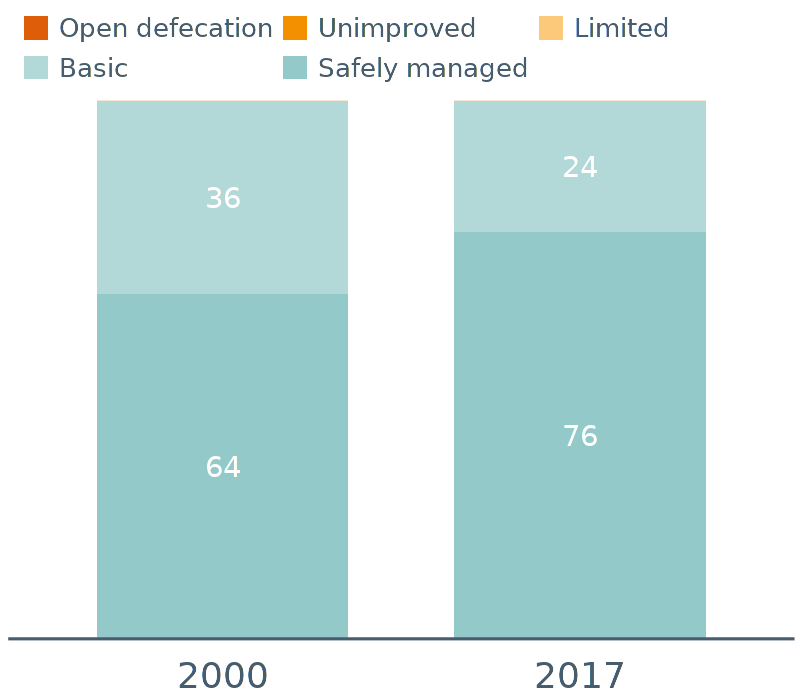 Open defecation Unimproved Limited
Basic Safely managed
36
24
64
76
2000 2017